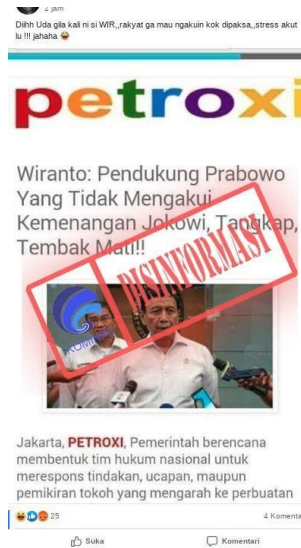 2 jam
Diihh Uda gila kali ni si WIR,,rakyat ga mau ngakuin kok dipaksa,,stress akut
lu !!! jahaha
petroxi
Wiranto: Pendukung Prabowo
Yang Tidak Mengakui
Kemenangan Jokowi, Tangkap,
Tembak Mati!!
DISINFORMASI
Jakarta, PETROXI, Pemerintah berencana
membentuk tim hukum nasional untuk
merespons tindakan, ucapan, maupun
pemikiran tokoh yang mengarah ke perbuatan
25
4 Komenta
Suka
Komentari